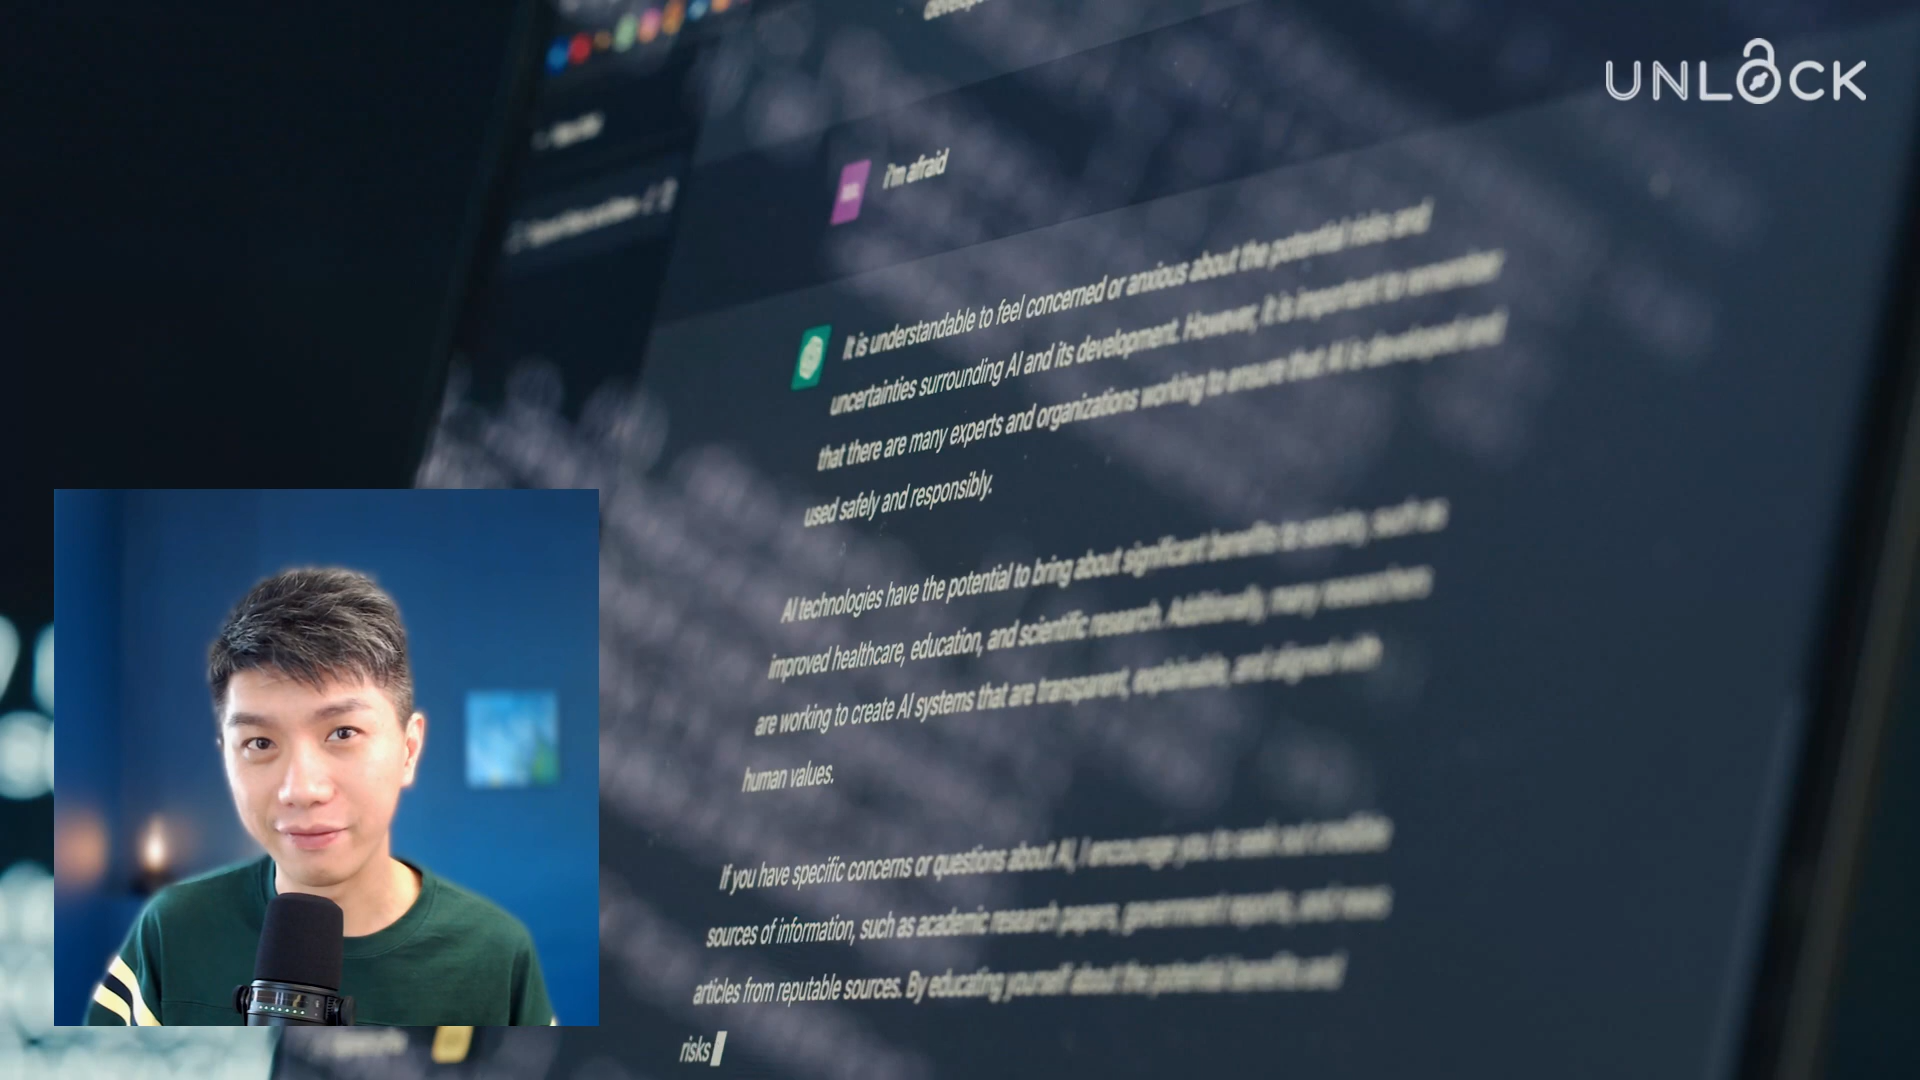 UNLOCK
i'm afraid
It is understandable to feel concerned or anxious about the potential risks and
uncertainties surrounding AI and its development. However, it is important to remember
that there are many experts and organizations working to ensure that AI is developed and
used safely and responsibly.
AI technologies have the potential to bring about significant benefits to society, such as
improved healthcare, education, and scientific research. Additionally, many researchers
are working to create AI systems that are transparent, explainable, and aligned with
human values.
If you have specific concerns or questions about AI, I encourage you to seek out credible
sources of information, such as academic research papers, government reports, and news
articles from reputable sources. By educating yourself about the potential benefits and
risks